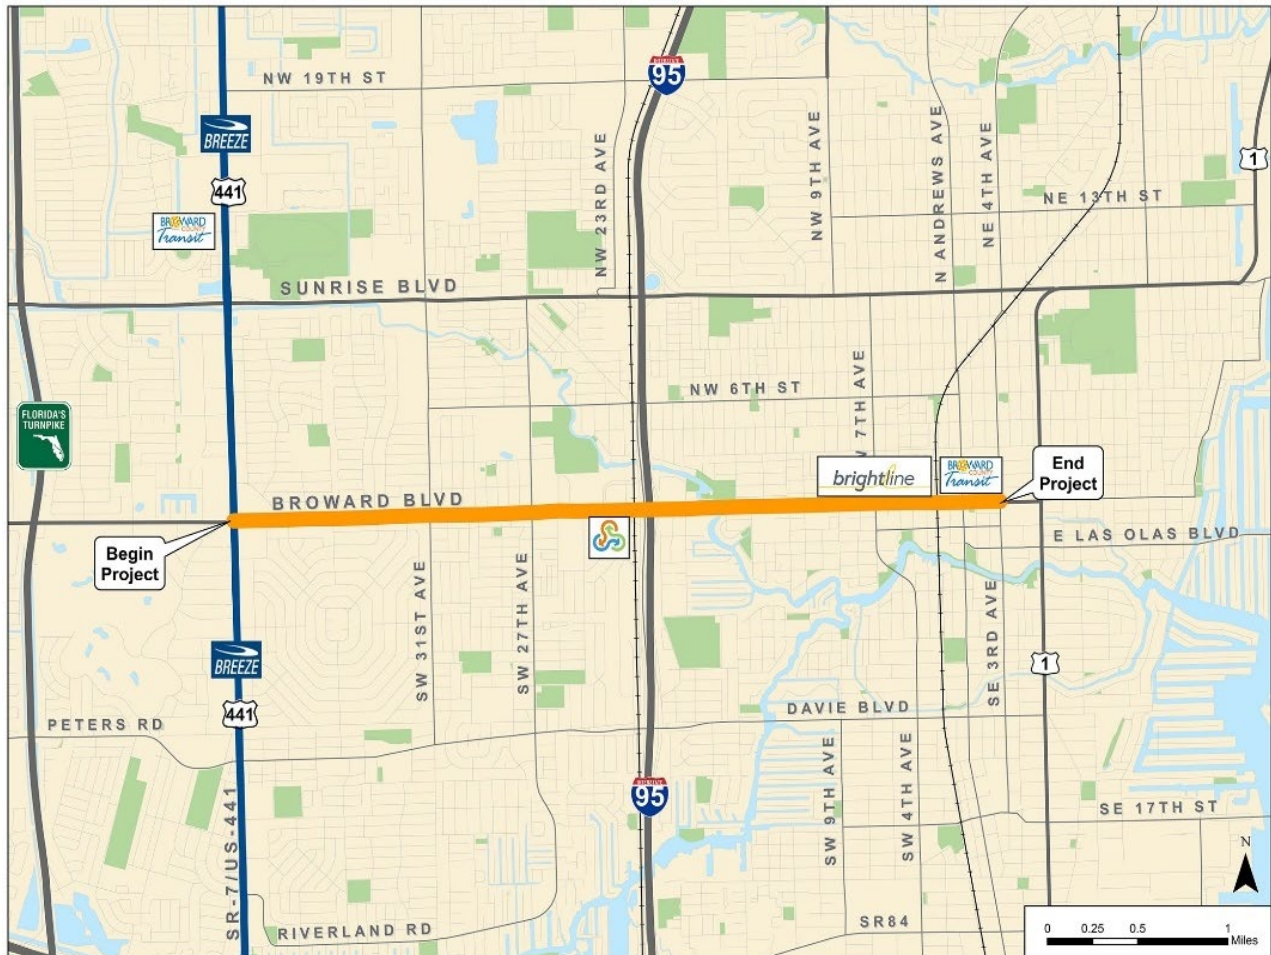 NW 19TH ST
INTERSTATE
95
BREEZE
441
BROWARD
COUNTY
Transit
NW 23RD AVE
NW 9TH AVE
N ANDREWS AVE
NE 4TH AVE
1
NE 13TH ST
SUNRISE BLVD
FLORIDA'S
TURNPIKE
NW 6TH ST
7TH AVE
BROWARD BLVD
brightline
BROWARD
COUNTY
Transit
End
Project
Begin
Project
E LAS OLAS BLVD
SW 31ST AVE
SW 27TH AVE
SE 3RD AVE
BREEZE
441
1
PETERS RD
DAVIE BLVD
INTERSTATE
95
SR-7/US-441
SW 9TH AVE
SW 4TH AVE
SE 17TH ST
RIVERLAND RD
SR84
N
0 0.25 0.5 1
Miles